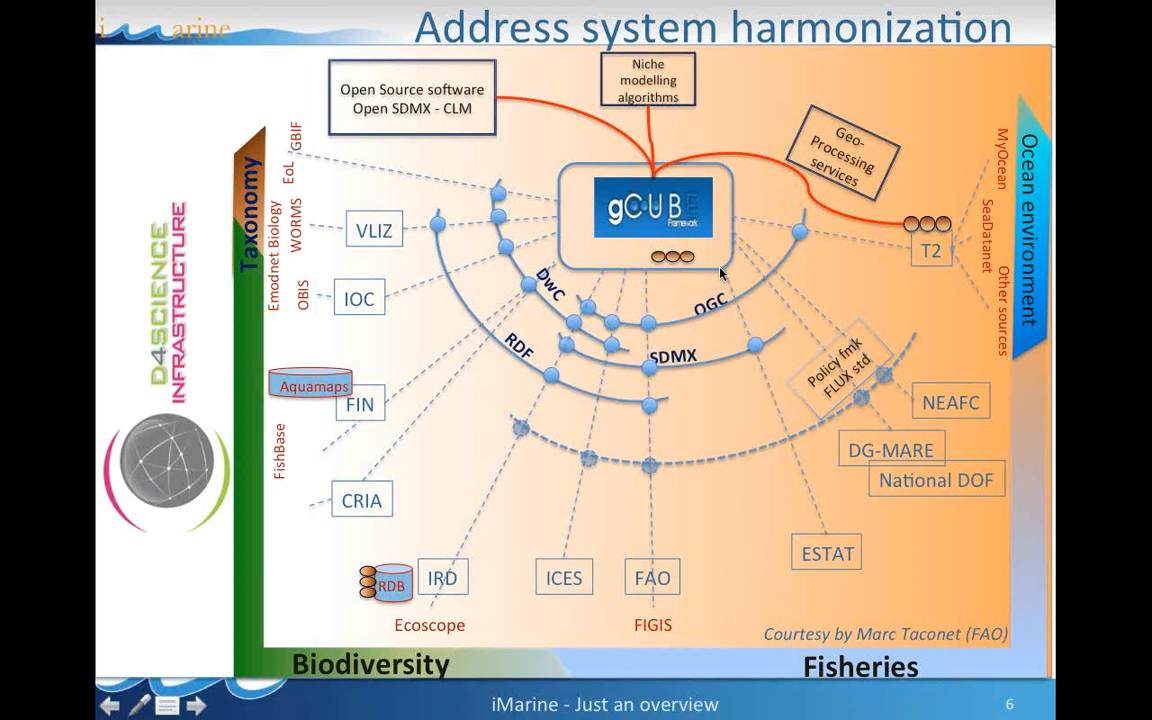 iMarine
Address system harmonization
Open Source software
Open SDMX - CLM
Niche
modelling
algorithms
Geo-
Processing
services
gCUBE
Framework
Taxonomy
GBIF
EoL
WORMS
Emodnet Biology
OBIS
VLIZ
IOC
Aquamaps
FIN
FishBase
CRIA
RDB
IRD
Ecoscope
ICES
FAO
FIGIS
ESTAT
DwC
RDF
OGC
SDMX
Policy fmk
FLUX std
NEAFC
DG-MARE
National DOF
T2
MyOcean
SeaDatanet
Other sources
Ocean environment
D4SCIENCE
INFRASTRUCTURE
Courtesy by Marc Taconet (FAO)
Biodiversity
Fisheries
iMarine - Just an overview
6